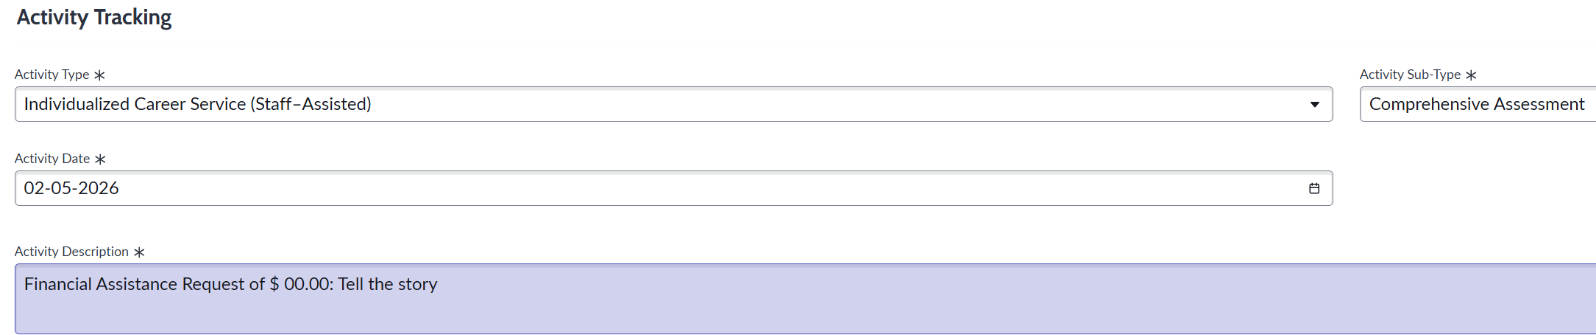 Activity Tracking
Activity Type * Activity Sub-Type *
Individualized Career Service (Staff–Assisted) Comprehensive Assessment
Activity Date *
02-05-2026
Activity Description *
Financial Assistance Request of $ 00.00: Tell the story